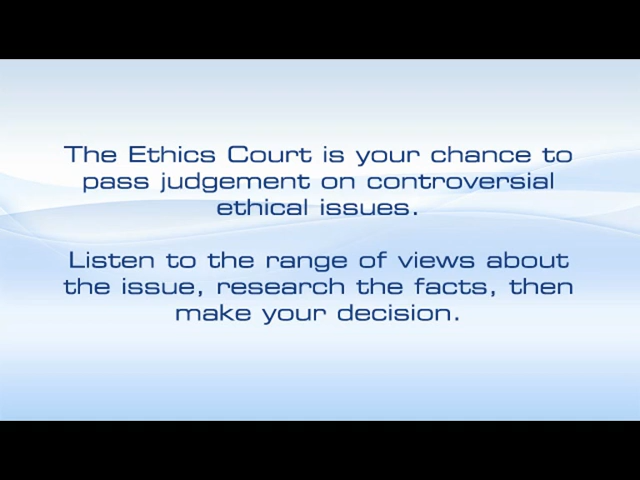 The Ethics Court is your chance to
pass judgement on controversial
ethical issues.
Listen to the range of views about
the issue, research the facts, then
make your decision.